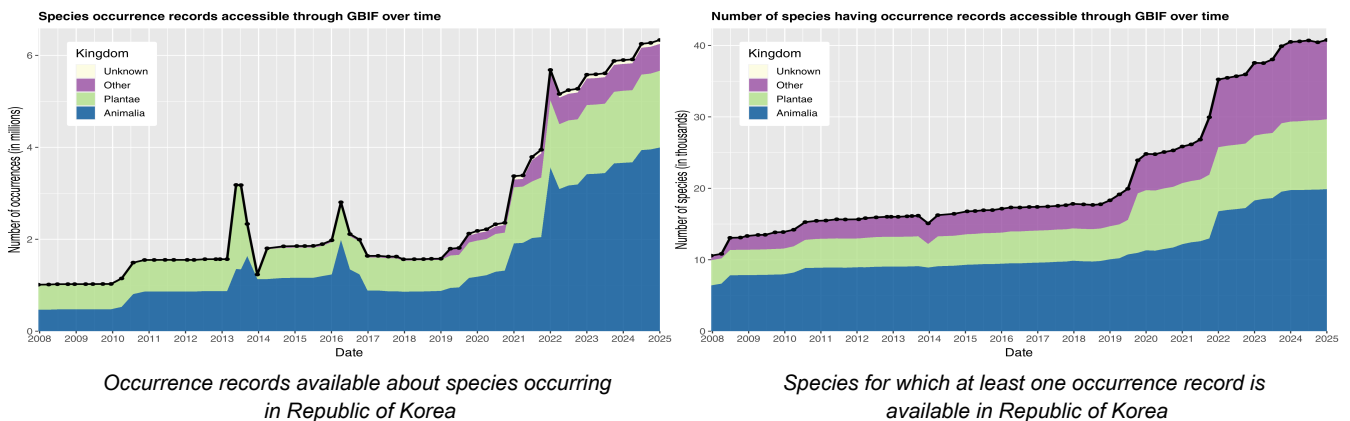 Species occurrence records accessible through GBIF over time
Number of occurrences (in millions)
6
4
2
0
Kingdom
Unknown
Other
Plantae
Animalia
2008 2009 2010 2011 2012 2013 2014 2015 2016 2017 2018 2019 2020 2021 2022 2023 2024 2025
Date
Occurrence records available about species occurring
in Republic of Korea
Number of species having occurrence records accessible through GBIF over time
Number of species (in thousands)
40
30
20
10
0
Kingdom
Unknown
Other
Plantae
Animalia
2008 2009 2010 2011 2012 2013 2014 2015 2016 2017 2018 2019 2020 2021 2022 2023 2024 2025
Date
Species for which at least one occurrence record is
available in Republic of Korea